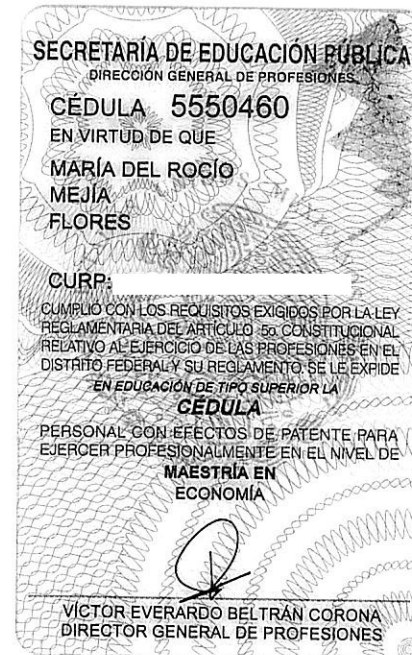 SECRETARÍA DE EDUCACIÓN PÚBLICA
DIRECCIÓN GENERAL DE PROFESIONES
CÉDULA 5550460
EN VIRTUD DE QUE
MARÍA DEL ROCÍO
MEJÍA
FLORES
CURP:
CUMPLIO CON LOS REQUISITOS EXIGIDOS POR LA LEY
REGLAMENTARIA DEL ARTICULO 5o. CONSTITUCIONAL
RELATIVO AL EJERCICIO DE LAS PROFESIONES EN EL
DISTRITO FEDERAL Y SU REGLAMENTO. SE LE EXPIDE
EN EDUCACIÓN DE TIPO SUPERIOR LA
CÉDULA
PERSONAL CON EFECTOS DE PATENTE PARA
EJERCER PROFESIONALMENTE EN EL NIVEL DE
MAESTRÍA EN
ECONOMÍA
VÍCTOR EVERARDO BELTRÁN CORONA
DIRECTOR GENERAL DE PROFESIONES